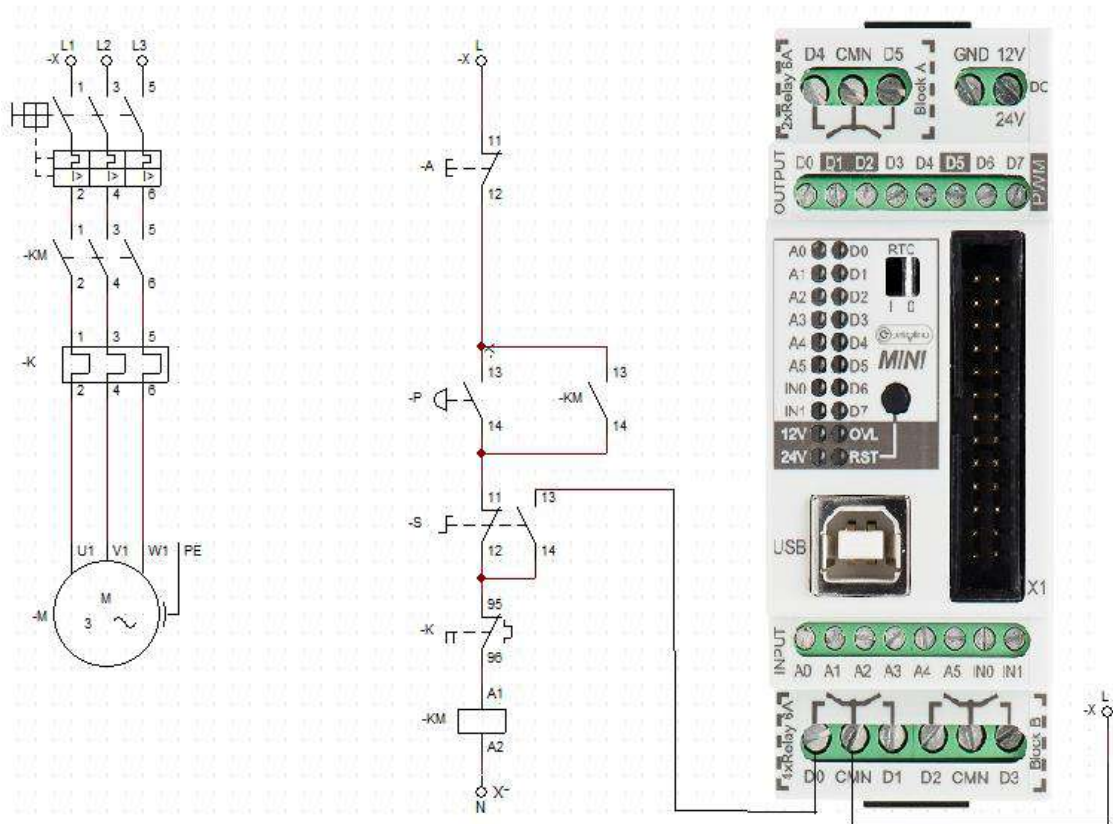 L1 L2 L3
-X
1 3 5
I> I> I>
2 4 6
1 3 5
-KM
2 4 6
1 3 5
-K
2 4 6
U1 V1 W1 PE
M
-M
3
L
-X
11
-A
12
13 13
-P -KM
14 14
11 13
-S
12 14
95
-K
96
A1
-KM
A2
X
N
2xRelay 6A
D4 CMN D5
Block A
GND 12V
DC
24V
OUTPUT
D0 D1 D2 D3 D4 D5 D6 D7
PWM
A0 D0 RTC
A1 D1
A2 D2 I 0
A3 D3
A4 D4 MINI
A5 D5
IN0 D6
IN1 D7
12V OVL
24V RST
USB
X1
INPUT
A0 A1 A2 A3 A4 A5 IN0 IN1
4xRelay 6A
Block B
D0 CMN D1 D2 CMN D3
L
-X